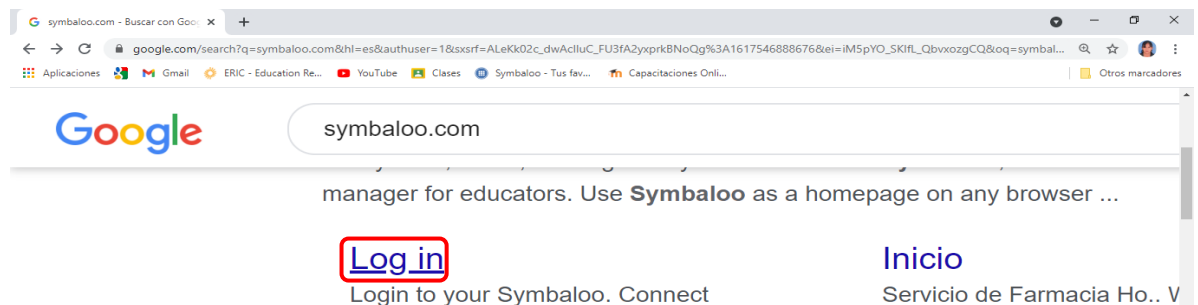 symbaloo.com - Buscar con Goo
google.com/search?q=symbaloo.com&hl=es&authuser=1&sxsrf=ALeKk02c_dwAclluC_FU3fA2yxprkBNoQg%3A1617546888676&ei=iM5pYO_SKIfL_QbvxozgCQ&oq=symbal...
Aplicaciones Gmail ERIC - Education Re... YouTube Clases Symbaloo - Tus fav... Capacitaciones Onli... Otros marcadores
Google symbaloo.com
manager for educators. Use Symbaloo as a homepage on any browser ...
Log in Inicio
Login to your Symbaloo. Connect Servicio de Farmacia Ho..